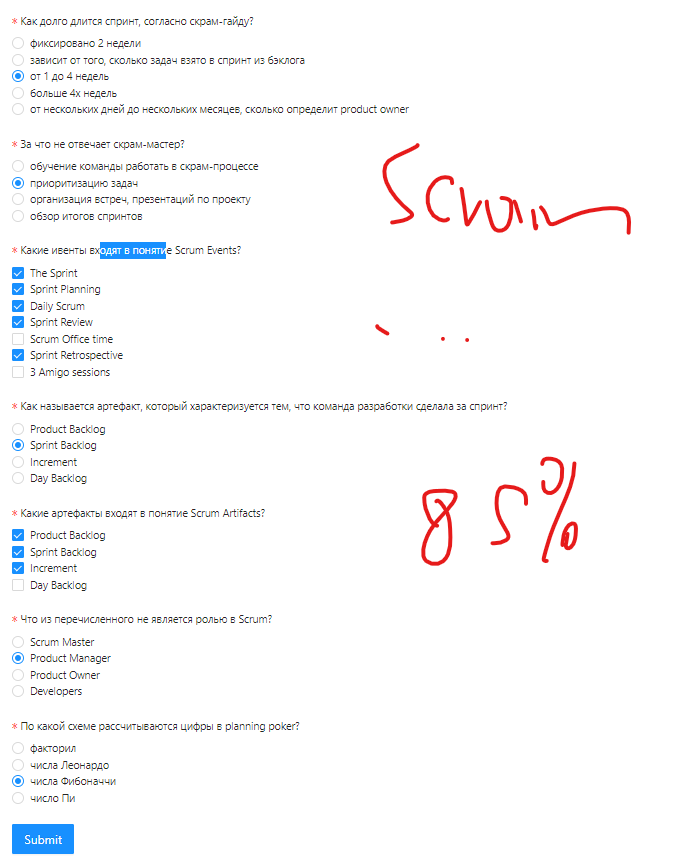 * Как долго длится спринт, согласно скрам-гайду?
фиксировано 2 недели
зависит от того, сколько задач взято в спринт из бэклога
от 1 до 4 недель
больше 4х недель
от нескольких дней до нескольких месяцев, сколько определит product owner
* За что не отвечает скрам-мастер?
обучение команды работать в скрам-процессе
приоритизацию задач
организация встреч, презентаций по проекту
обзор итогов спринтов
Scrum
* Какие ивенты входят в понятие Scrum Events?
The Sprint
Sprint Planning
Daily Scrum
Sprint Review
Scrum Office time
Sprint Retrospective
3 Amigo sessions
* Как называется артефакт, который характеризуется тем, что команда разработки сделала за спринт?
Product Backlog
Sprint Backlog
Increment
Day Backlog
85%
* Какие артефакты входят в понятие Scrum Artifacts?
Product Backlog
Sprint Backlog
Increment
Day Backlog
* Что из перечисленного не является ролью в Scrum?
Scrum Master
Product Manager
Product Owner
Developers
* По какой схеме рассчитываются цифры в planning poker?
факторил
числа Леонардо
числа Фибоначчи
число Пи
Submit